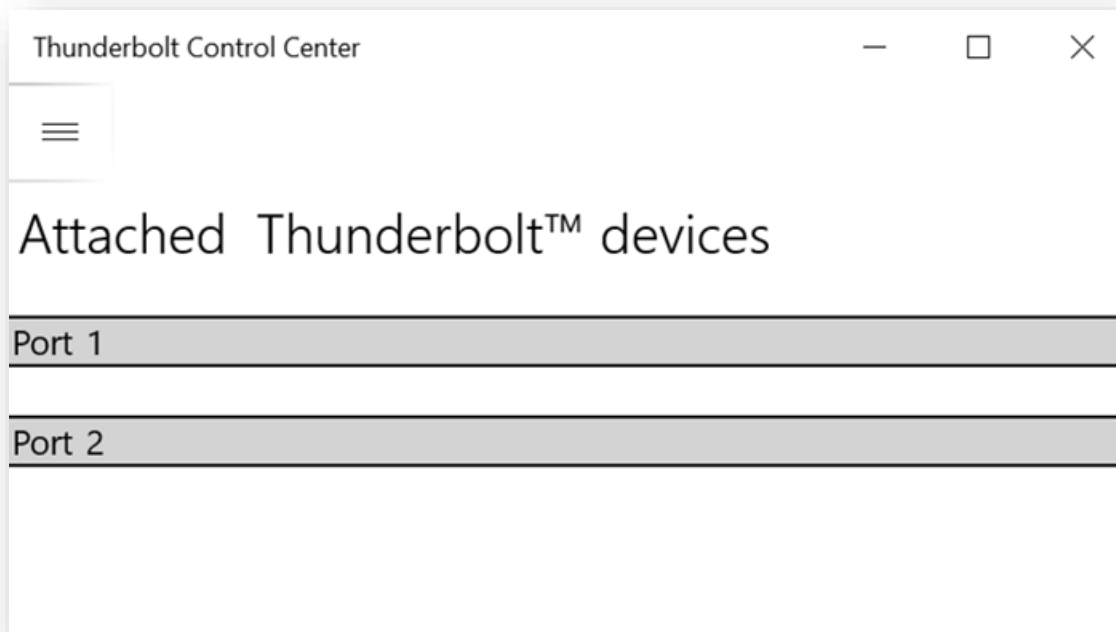 Thunderbolt Control Center
Attached Thunderbolt™ devices
Port 1
Port 2